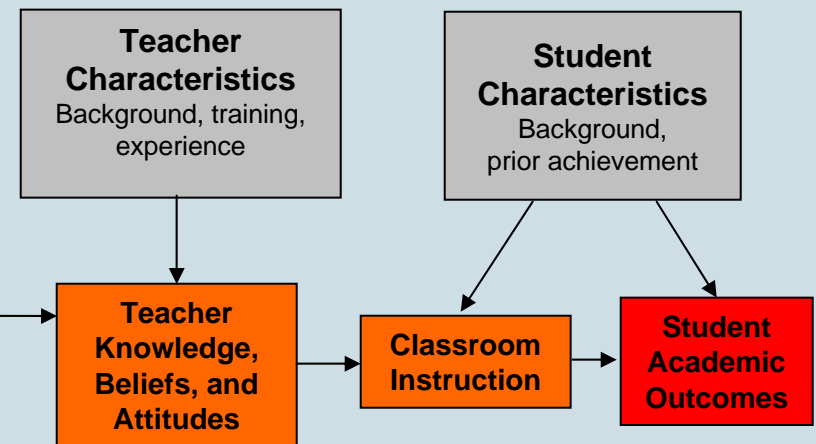 Teacher
Characteristics
Background, training,
experience
Student
Characteristics
Background,
prior achievement
Teacher
Knowledge,
Beliefs, and
Attitudes
Classroom
Instruction
Student
Academic
Outcomes